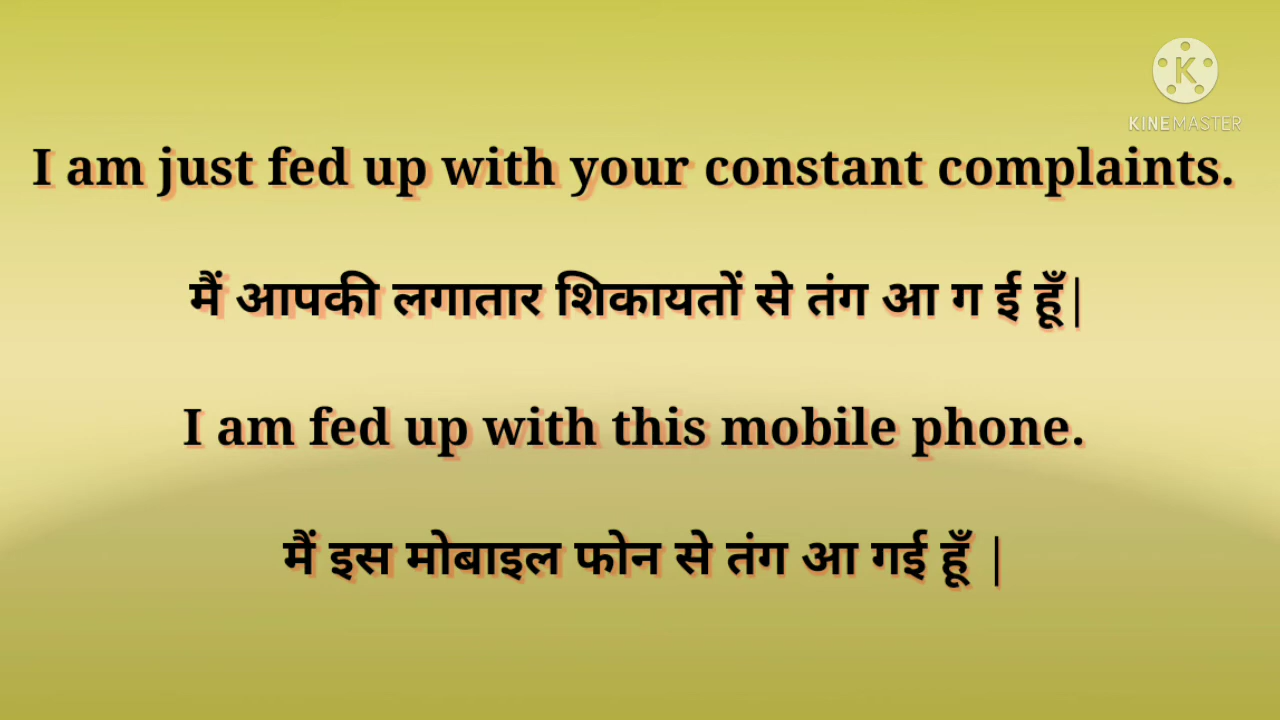 KINEMASTER
I am just fed up with your constant complaints.
मैं आपकी लगातार शिकायतों से तंग आ ग ई हूँ|
I am fed up with this mobile phone.
मैं इस मोबाइल फोन से तंग आ गई हूँ |